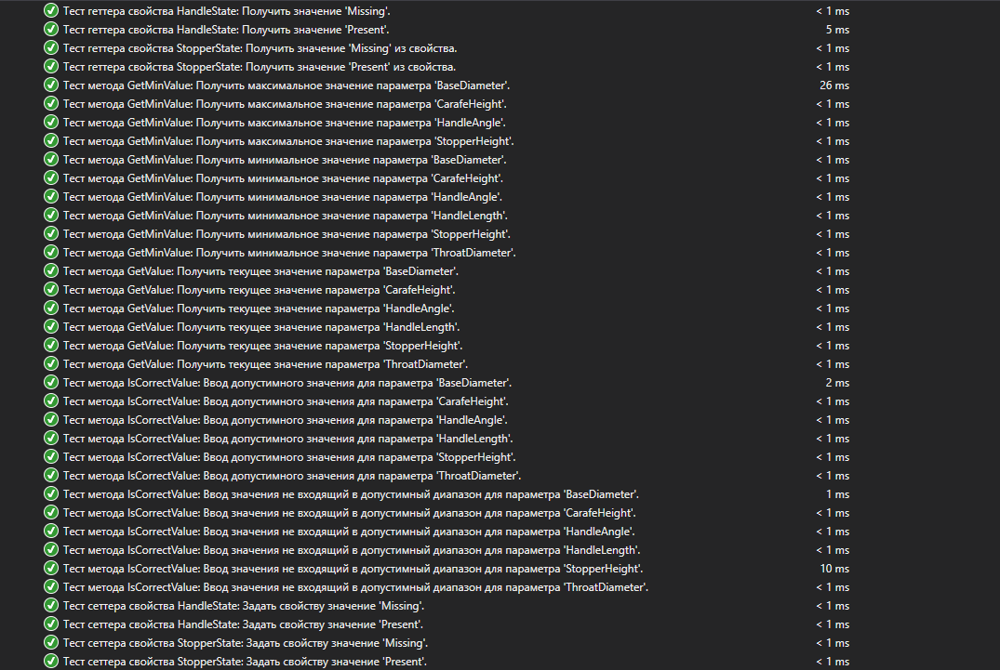 Тест геттера свойства HandleState: Получить значение 'Missing'. < 1 ms
Тест геттера свойства HandleState: Получить значение 'Present'. 5 ms
Тест геттера свойства StopperState: Получить значение 'Missing' из свойства. < 1 ms
Тест геттера свойства StopperState: Получить значение 'Present' из свойства. < 1 ms
Тест метода GetMinValue: Получить максимальное значение параметра 'BaseDiameter'. 26 ms
Тест метода GetMinValue: Получить максимальное значение параметра 'CarafeHeight'. < 1 ms
Тест метода GetMinValue: Получить максимальное значение параметра 'HandleAngle'. < 1 ms
Тест метода GetMinValue: Получить максимальное значение параметра 'StopperHeight'. < 1 ms
Тест метода GetMinValue: Получить минимальное значение параметра 'BaseDiameter'. < 1 ms
Тест метода GetMinValue: Получить минимальное значение параметра 'CarafeHeight'. < 1 ms
Тест метода GetMinValue: Получить минимальное значение параметра 'HandleAngle'. < 1 ms
Тест метода GetMinValue: Получить минимальное значение параметра 'HandleLength'. < 1 ms
Тест метода GetMinValue: Получить минимальное значение параметра 'StopperHeight'. < 1 ms
Тест метода GetMinValue: Получить минимальное значение параметра 'ThroatDiameter'. < 1 ms
Тест метода GetValue: Получить текущее значение параметра 'BaseDiameter'. < 1 ms
Тест метода GetValue: Получить текущее значение параметра 'CarafeHeight'. < 1 ms
Тест метода GetValue: Получить текущее значение параметра 'HandleAngle'. < 1 ms
Тест метода GetValue: Получить текущее значение параметра 'HandleLength'. < 1 ms
Тест метода GetValue: Получить текущее значение параметра 'StopperHeight'. < 1 ms
Тест метода GetValue: Получить текущее значение параметра 'ThroatDiameter'. < 1 ms
Тест метода IsCorrectValue: Ввод допустимого значения для параметра 'BaseDiameter'. 2 ms
Тест метода IsCorrectValue: Ввод допустимого значения для параметра 'CarafeHeight'. < 1 ms
Тест метода IsCorrectValue: Ввод допустимого значения для параметра 'HandleAngle'. < 1 ms
Тест метода IsCorrectValue: Ввод допустимого значения для параметра 'HandleLength'. < 1 ms
Тест метода IsCorrectValue: Ввод допустимого значения для параметра 'StopperHeight'. < 1 ms
Тест метода IsCorrectValue: Ввод допустимого значения для параметра 'ThroatDiameter'. < 1 ms
Тест метода IsCorrectValue: Ввод значения не входящий в допустимый диапазон для параметра 'BaseDiameter'. 1 ms
Тест метода IsCorrectValue: Ввод значения не входящий в допустимый диапазон для параметра 'CarafeHeight'. < 1 ms
Тест метода IsCorrectValue: Ввод значения не входящий в допустимый диапазон для параметра 'HandleAngle'. < 1 ms
Тест метода IsCorrectValue: Ввод значения не входящий в допустимый диапазон для параметра 'HandleLength'. < 1 ms
Тест метода IsCorrectValue: Ввод значения не входящий в допустимый диапазон для параметра 'StopperHeight'. 10 ms
Тест метода IsCorrectValue: Ввод значения не входящий в допустимый диапазон для параметра 'ThroatDiameter'. < 1 ms
Тест сеттера свойства HandleState: Задать свойству значение 'Missing'. < 1 ms
Тест сеттера свойства HandleState: Задать свойству значение 'Present'. < 1 ms
Тест сеттера свойства StopperState: Задать свойству значение 'Missing'. < 1 ms
Тест сеттера свойства StopperState: Задать свойству значение 'Present'. < 1 ms